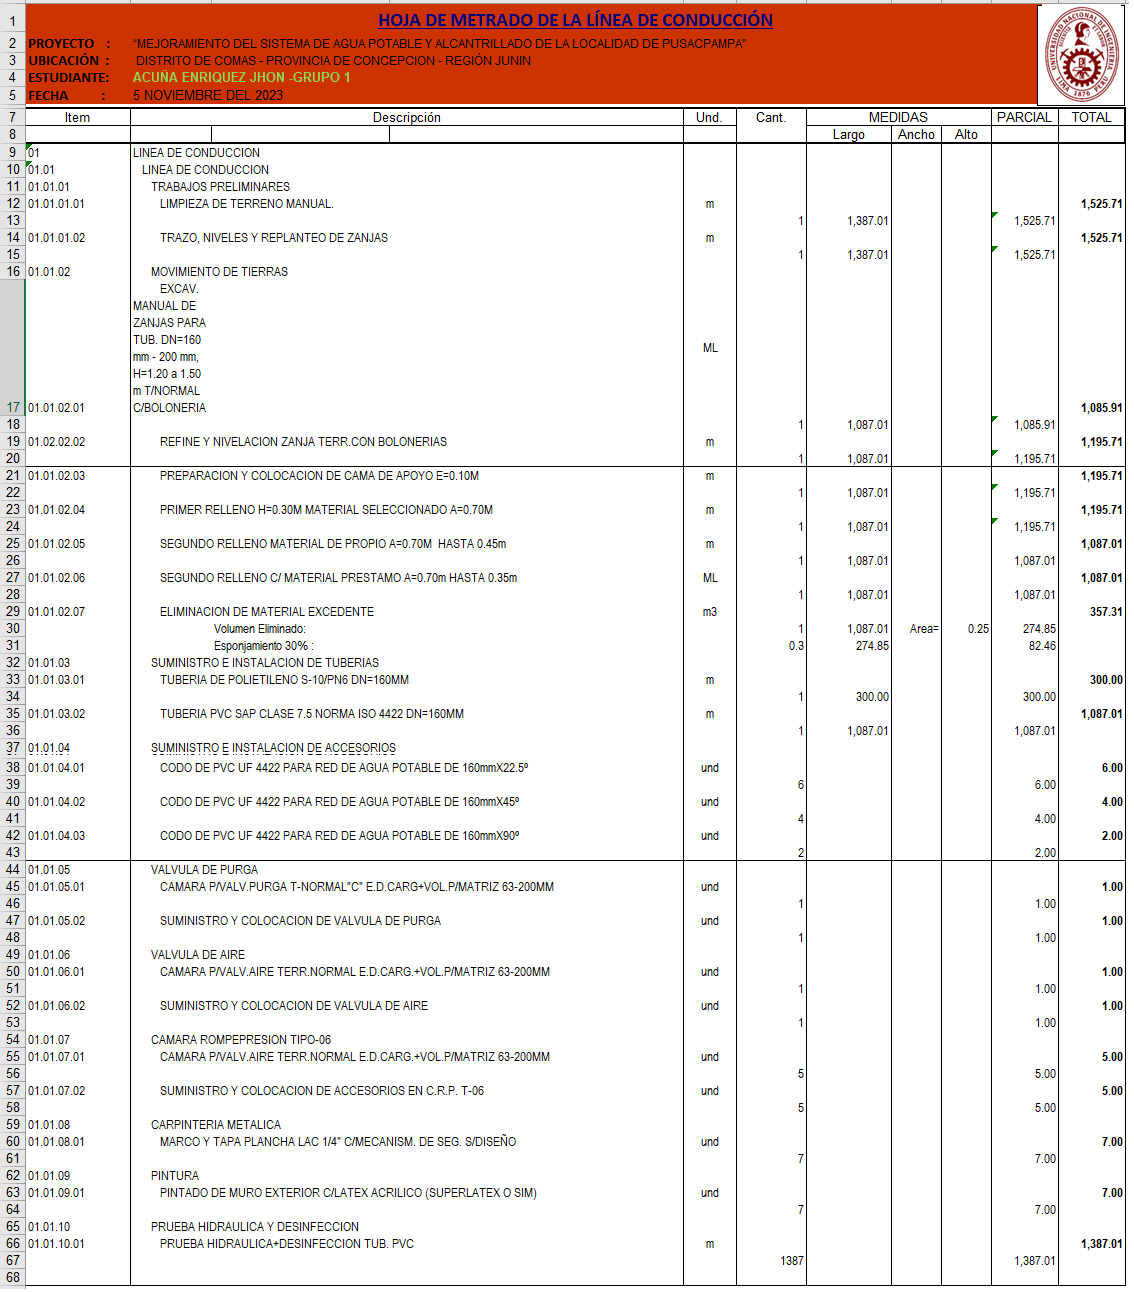 1 HOJA DE METRADO DE LA LÍNEA DE CONDUCCIÓN
2 PROYECTO : “MEJORAMIENTO DEL SISTEMA DE AGUA POTABLE Y ALCANTRILLADO DE LA LOCALIDAD DE PUSACPAMPA"
3 UBICACIÓN : DISTRITO DE COMAS - PROVINCIA DE CONCEPCION - REGIÓN JUNIN
4 ESTUDIANTE: ACUÑA ENRIQUEZ JHON -GRUPO 1
5 FECHA : 5 NOVIEMBRE DEL 2023
UNIVERSIDAD NACIONAL DE INGENIERIA
LIMA 1876 PERU
7 Item Descripción Und. Cant. MEDIDAS PARCIAL TOTAL
8 Largo Ancho Alto
9 01 LINEA DE CONDUCCION
10 01.01 LINEA DE CONDUCCION
11 01.01.01 TRABAJOS PRELIMINARES
12 01.01.01.01 LIMPIEZA DE TERRENO MANUAL. m 1,525.71
13 1 1,387.01 1,525.71
14 01.01.01.02 TRAZO, NIVELES Y REPLANTEO DE ZANJAS m 1,525.71
15 1 1,387.01 1,525.71
16 01.01.02 MOVIMIENTO DE TIERRAS
EXCAV.
MANUAL DE
ZANJAS PARA
TUB. DN=160
mm - 200 mm,
ML
H=1.20 a 1.50
m T/NORMAL
17 01.01.02.01 C/BOLONERIA 1,085.91
18 1 1,087.01 1,085.91
19 01.02.02.02 REFINE Y NIVELACION ZANJA TERR.CON BOLONERIAS m 1,195.71
20 1 1,087.01 1,195.71
21 01.01.02.03 PREPARACION Y COLOCACION DE CAMA DE APOYO E=0.10M m 1,195.71
22 1 1,087.01 1,195.71
23 01.01.02.04 PRIMER RELLENO H=0.30M MATERIAL SELECCIONADO A=0.70M m 1,195.71
24 1 1,087.01 1,195.71
25 01.01.02.05 SEGUNDO RELLENO MATERIAL DE PROPIO A=0.70M HASTA 0.45m m 1,087.01
26 1 1,087.01 1,087.01
27 01.01.02.06 SEGUNDO RELLENO C/ MATERIAL PRESTAMO A=0.70m HASTA 0.35m ML 1,087.01
28 1 1,087.01 1,087.01
29 01.01.02.07 ELIMINACION DE MATERIAL EXCEDENTE m3 357.31
30 Volumen Eliminado: 1 1,087.01 Area= 0.25 274.85
31 Esponjamiento 30% : 0.3 274.85 82.46
32 01.01.03 SUMINISTRO E INSTALACION DE TUBERIAS
33 01.01.03.01 TUBERIA DE POLIETILENO S-10/PN6 DN=160MM m 300.00
34 1 300.00 300.00
35 01.01.03.02 TUBERIA PVC SAP CLASE 7.5 NORMA ISO 4422 DN=160MM m 1,087.01
36 1 1,087.01 1,087.01
37 01.01.04 SUMINISTRO E INSTALACION DE ACCESORIOS
38 01.01.04.01 CODO DE PVC UF 4422 PARA RED DE AGUA POTABLE DE 160mmX22.5º und 6.00
39 6 6.00
40 01.01.04.02 CODO DE PVC UF 4422 PARA RED DE AGUA POTABLE DE 160mmX45º und 4.00
41 4 4.00
42 01.01.04.03 CODO DE PVC UF 4422 PARA RED DE AGUA POTABLE DE 160mmX90º und 2.00
43 2 2.00
44 01.01.05 VALVULA DE PURGA
45 01.01.05.01 CAMARA P/VALV.PURGA T-NORMAL"C" E.D.CARG+VOL.P/MATRIZ 63-200MM und 1.00
46 1 1.00
47 01.01.05.02 SUMINISTRO Y COLOCACION DE VALVULA DE PURGA und 1.00
48 1 1.00
49 01.01.06 VALVULA DE AIRE
50 01.01.06.01 CAMARA P/VALV.AIRE TERR.NORMAL E.D.CARG.+VOL.P/MATRIZ 63-200MM und 1.00
51 1 1.00
52 01.01.06.02 SUMINISTRO Y COLOCACION DE VALVULA DE AIRE und 1.00
53 1 1.00
54 01.01.07 CAMARA ROMPEPRESION TIPO-06
55 01.01.07.01 CAMARA P/VALV.AIRE TERR.NORMAL E.D.CARG.+VOL.P/MATRIZ 63-200MM und 5.00
56 5 5.00
57 01.01.07.02 SUMINISTRO Y COLOCACION DE ACCESORIOS EN C.R.P. T-06 und 5.00
58 5 5.00
59 01.01.08 CARPINTERIA METALICA
60 01.01.08.01 MARCO Y TAPA PLANCHA LAC 1/4" C/MECANISM. DE SEG. S/DISEÑO und 7.00
61 7 7.00
62 01.01.09 PINTURA
63 01.01.09.01 PINTADO DE MURO EXTERIOR C/LATEX ACRILICO (SUPERLATEX O SIM) und 7.00
64 7 7.00
65 01.01.10 PRUEBA HIDRAULICA Y DESINFECCION
66 01.01.10.01 PRUEBA HIDRAULICA+DESINFECCION TUB. PVC m 1,387.01
67 1387 1,387.01
68